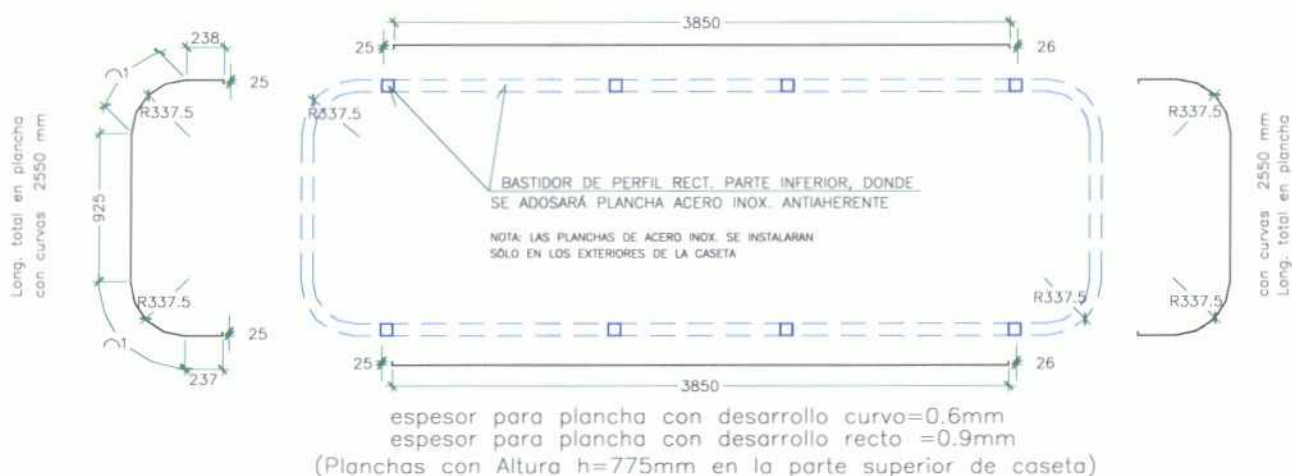 3850
238
25
25
26
⌒1
R337.5
R337.5
R337.5
Long. total en plancha
con curvas 2550 mm
925
BASTIDOR DE PERFIL RECT. PARTE INFERIOR, DONDE
SE ADOSARÁ PLANCHA ACERO INOX. ANTIAHERENTE
NOTA: LAS PLANCHAS DE ACERO INOX. SE INSTALARAN
SÓLO EN LOS EXTERIORES DE LA CASETA
con curvas 2550 mm
Long. total en plancha
R337.5
R337.5
R337.5
⌒1
25
237
25
26
3850
espesor para plancha con desarrollo curvo=0.6mm
espesor para plancha con desarrollo recto =0.9mm
(Planchas con Altura h=775mm en la parte superior de caseta)